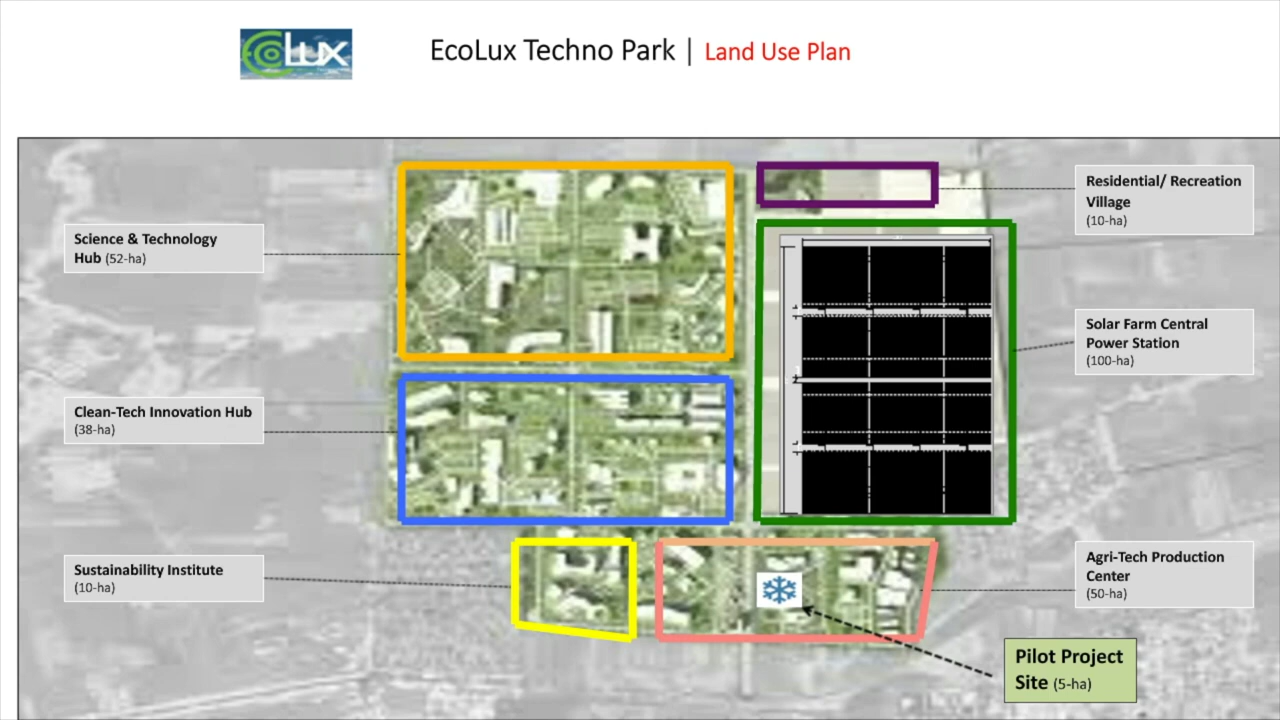 EcoLux
EcoLux Techno Park | Land Use Plan
Science & Technology
Hub (52-ha)
Clean-Tech Innovation Hub
(38-ha)
Sustainability Institute
(10-ha)
Residential/ Recreation
Village
(10-ha)
Solar Farm Central
Power Station
(100-ha)
Agri-Tech Production
Center
(50-ha)
Pilot Project
Site (5-ha)